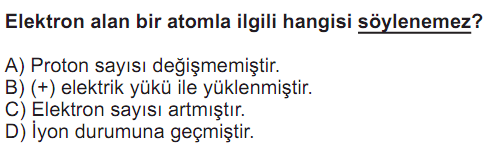 Elektron alan bir atomla ilgili hangisi söylenemez?
A) Proton sayısı değişmemiştir.
B) (+) elektrik yükü ile yüklenmiştir.
C) Elektron sayısı artmıştır.
D) İyon durumuna geçmiştir.